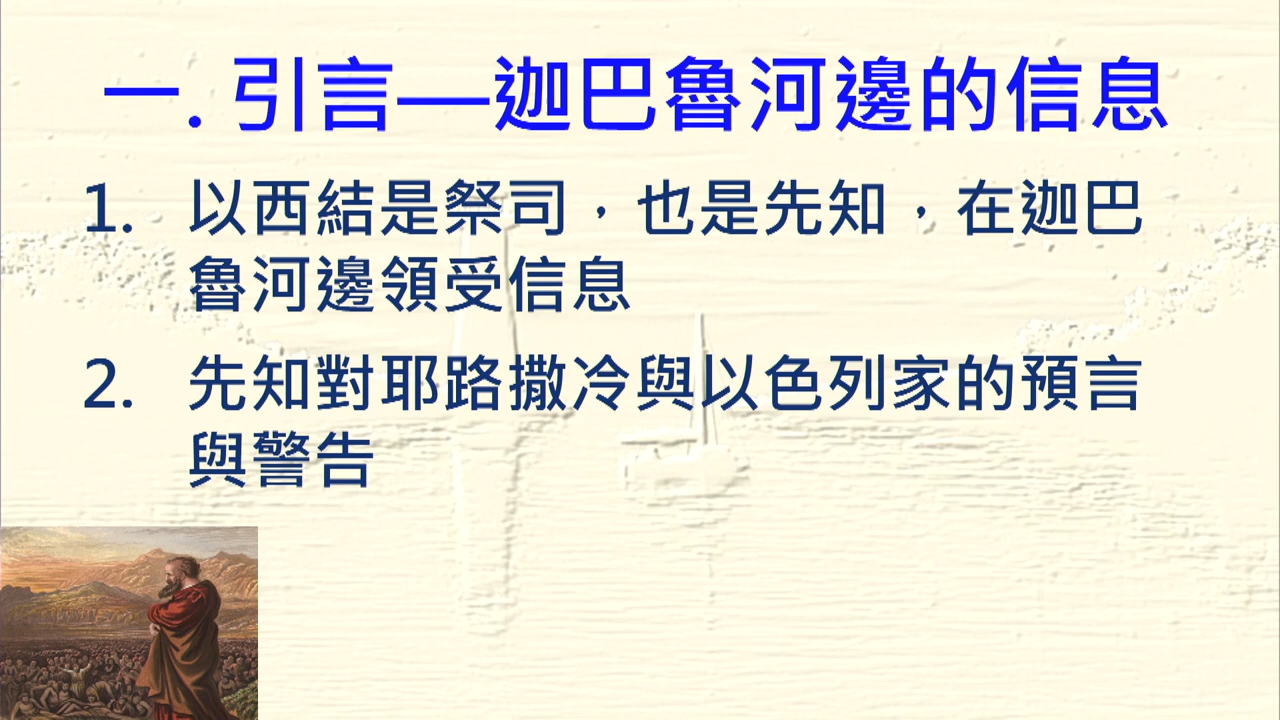 一. 引言—迦巴魯河邊的信息
1. 以西結是祭司，也是先知，在迦巴
魯河邊領受信息
2. 先知對耶路撒冷與以色列家的預言
與警告